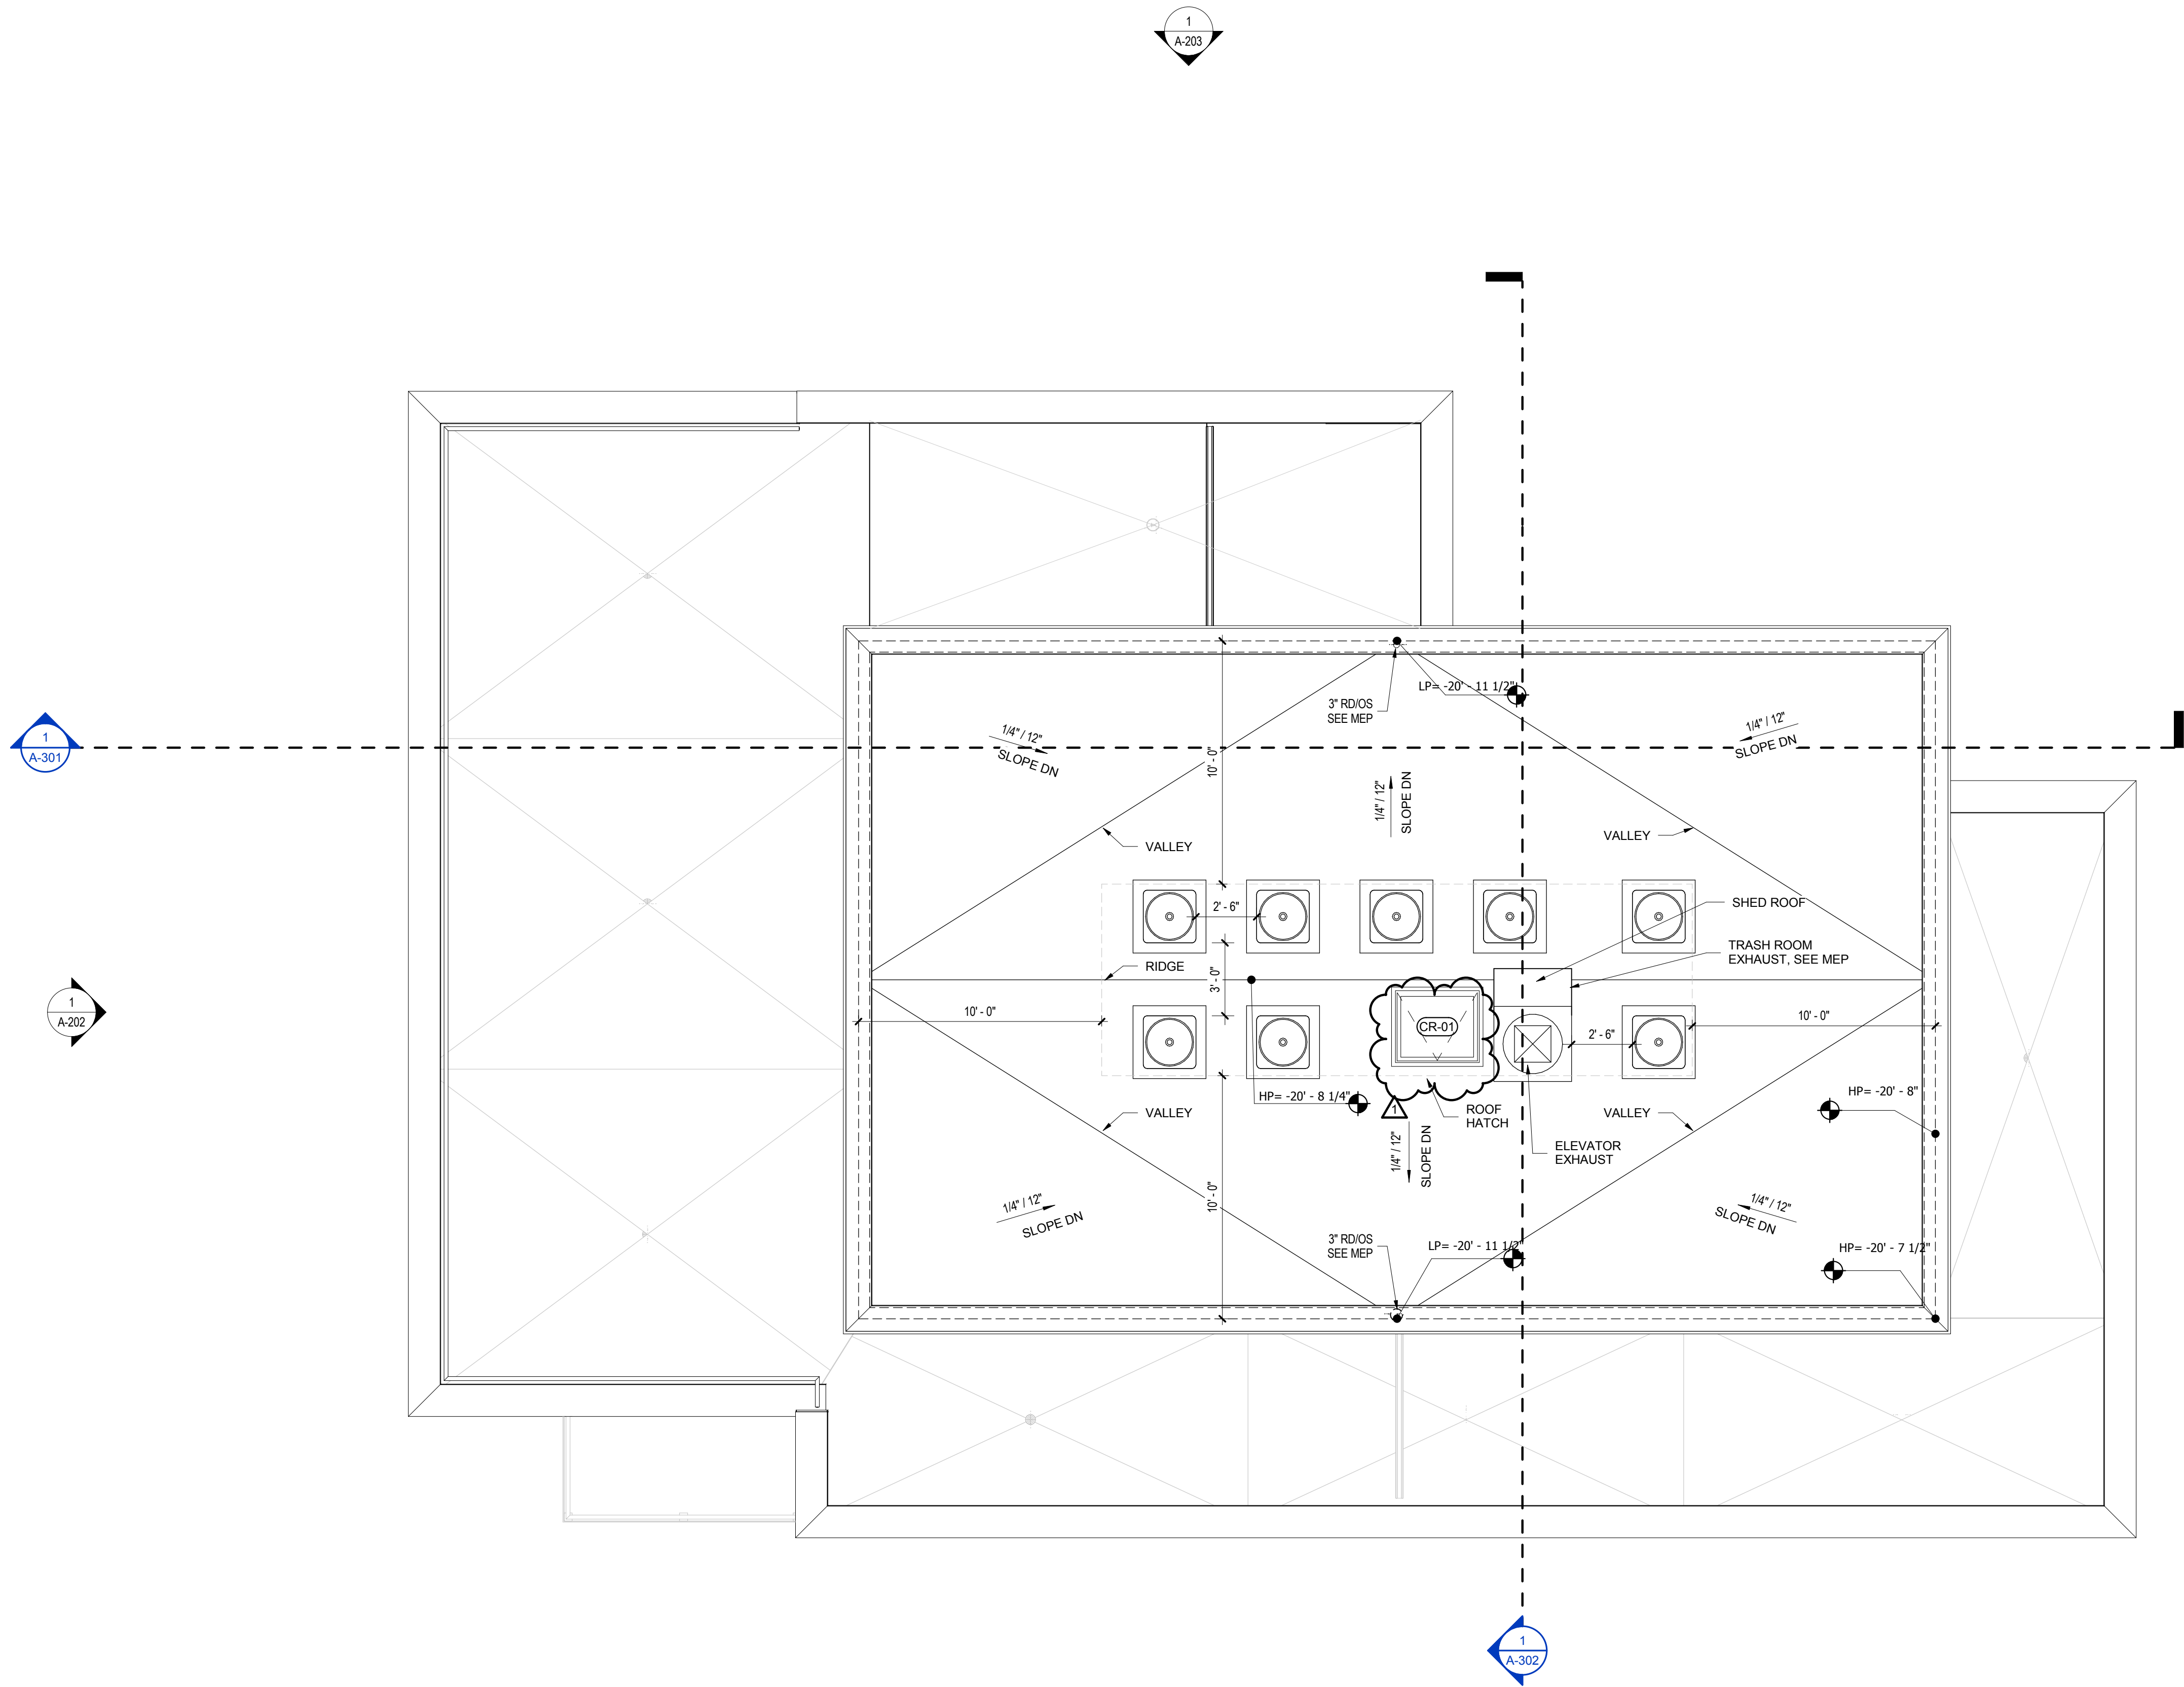 1
A-203
1
A-301
1
A-202
1
A-302
3" RD/OS
SEE MEP
LP= -20' - 11 1/2"
1/4" / 12"
SLOPE DN
1/4" / 12"
SLOPE DN
10' - 0"
1/4" / 12"
SLOPE DN
VALLEY
VALLEY
2' - 6"
SHED ROOF
TRASH ROOM
EXHAUST, SEE MEP
RIDGE
3' - 0"
10' - 0"
CR-01
2' - 6"
10' - 0"
HP= -20' - 8 1/4"
1
ROOF
HATCH
HP= -20' - 8"
VALLEY
VALLEY
1/4" / 12"
SLOPE DN
ELEVATOR
EXHAUST
10' - 0"
1/4" / 12"
SLOPE DN
1/4" / 12"
SLOPE DN
3" RD/OS
SEE MEP
LP= -20' - 11 1/2"
HP= -20' - 7 1/2"